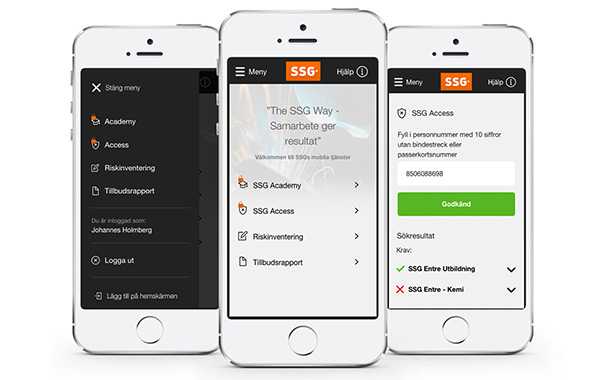 Stäng meny
Academy
Access
Riskinventering
Tillbudsrapport
Du är inloggad som:
Johannes Holmberg
Logga ut
Lägg till på hemskärmen
Meny
SSG
Hjälp
"The SSG Way -
Samarbete ger
resultat"
Välkommen till SSGs mobila tjänster
SSG Academy
SSG Access
Riskinventering
Tillbudsrapport
Meny
SSG
Hjälp
SSG Access
Fyll i personnummer med 10 siffror
utan bindestreck eller
passerkortsnummer
8506088698
Godkänd
Sökresultat
Krav:
SSG Entre Utbildning
SSG Entre - Kemi